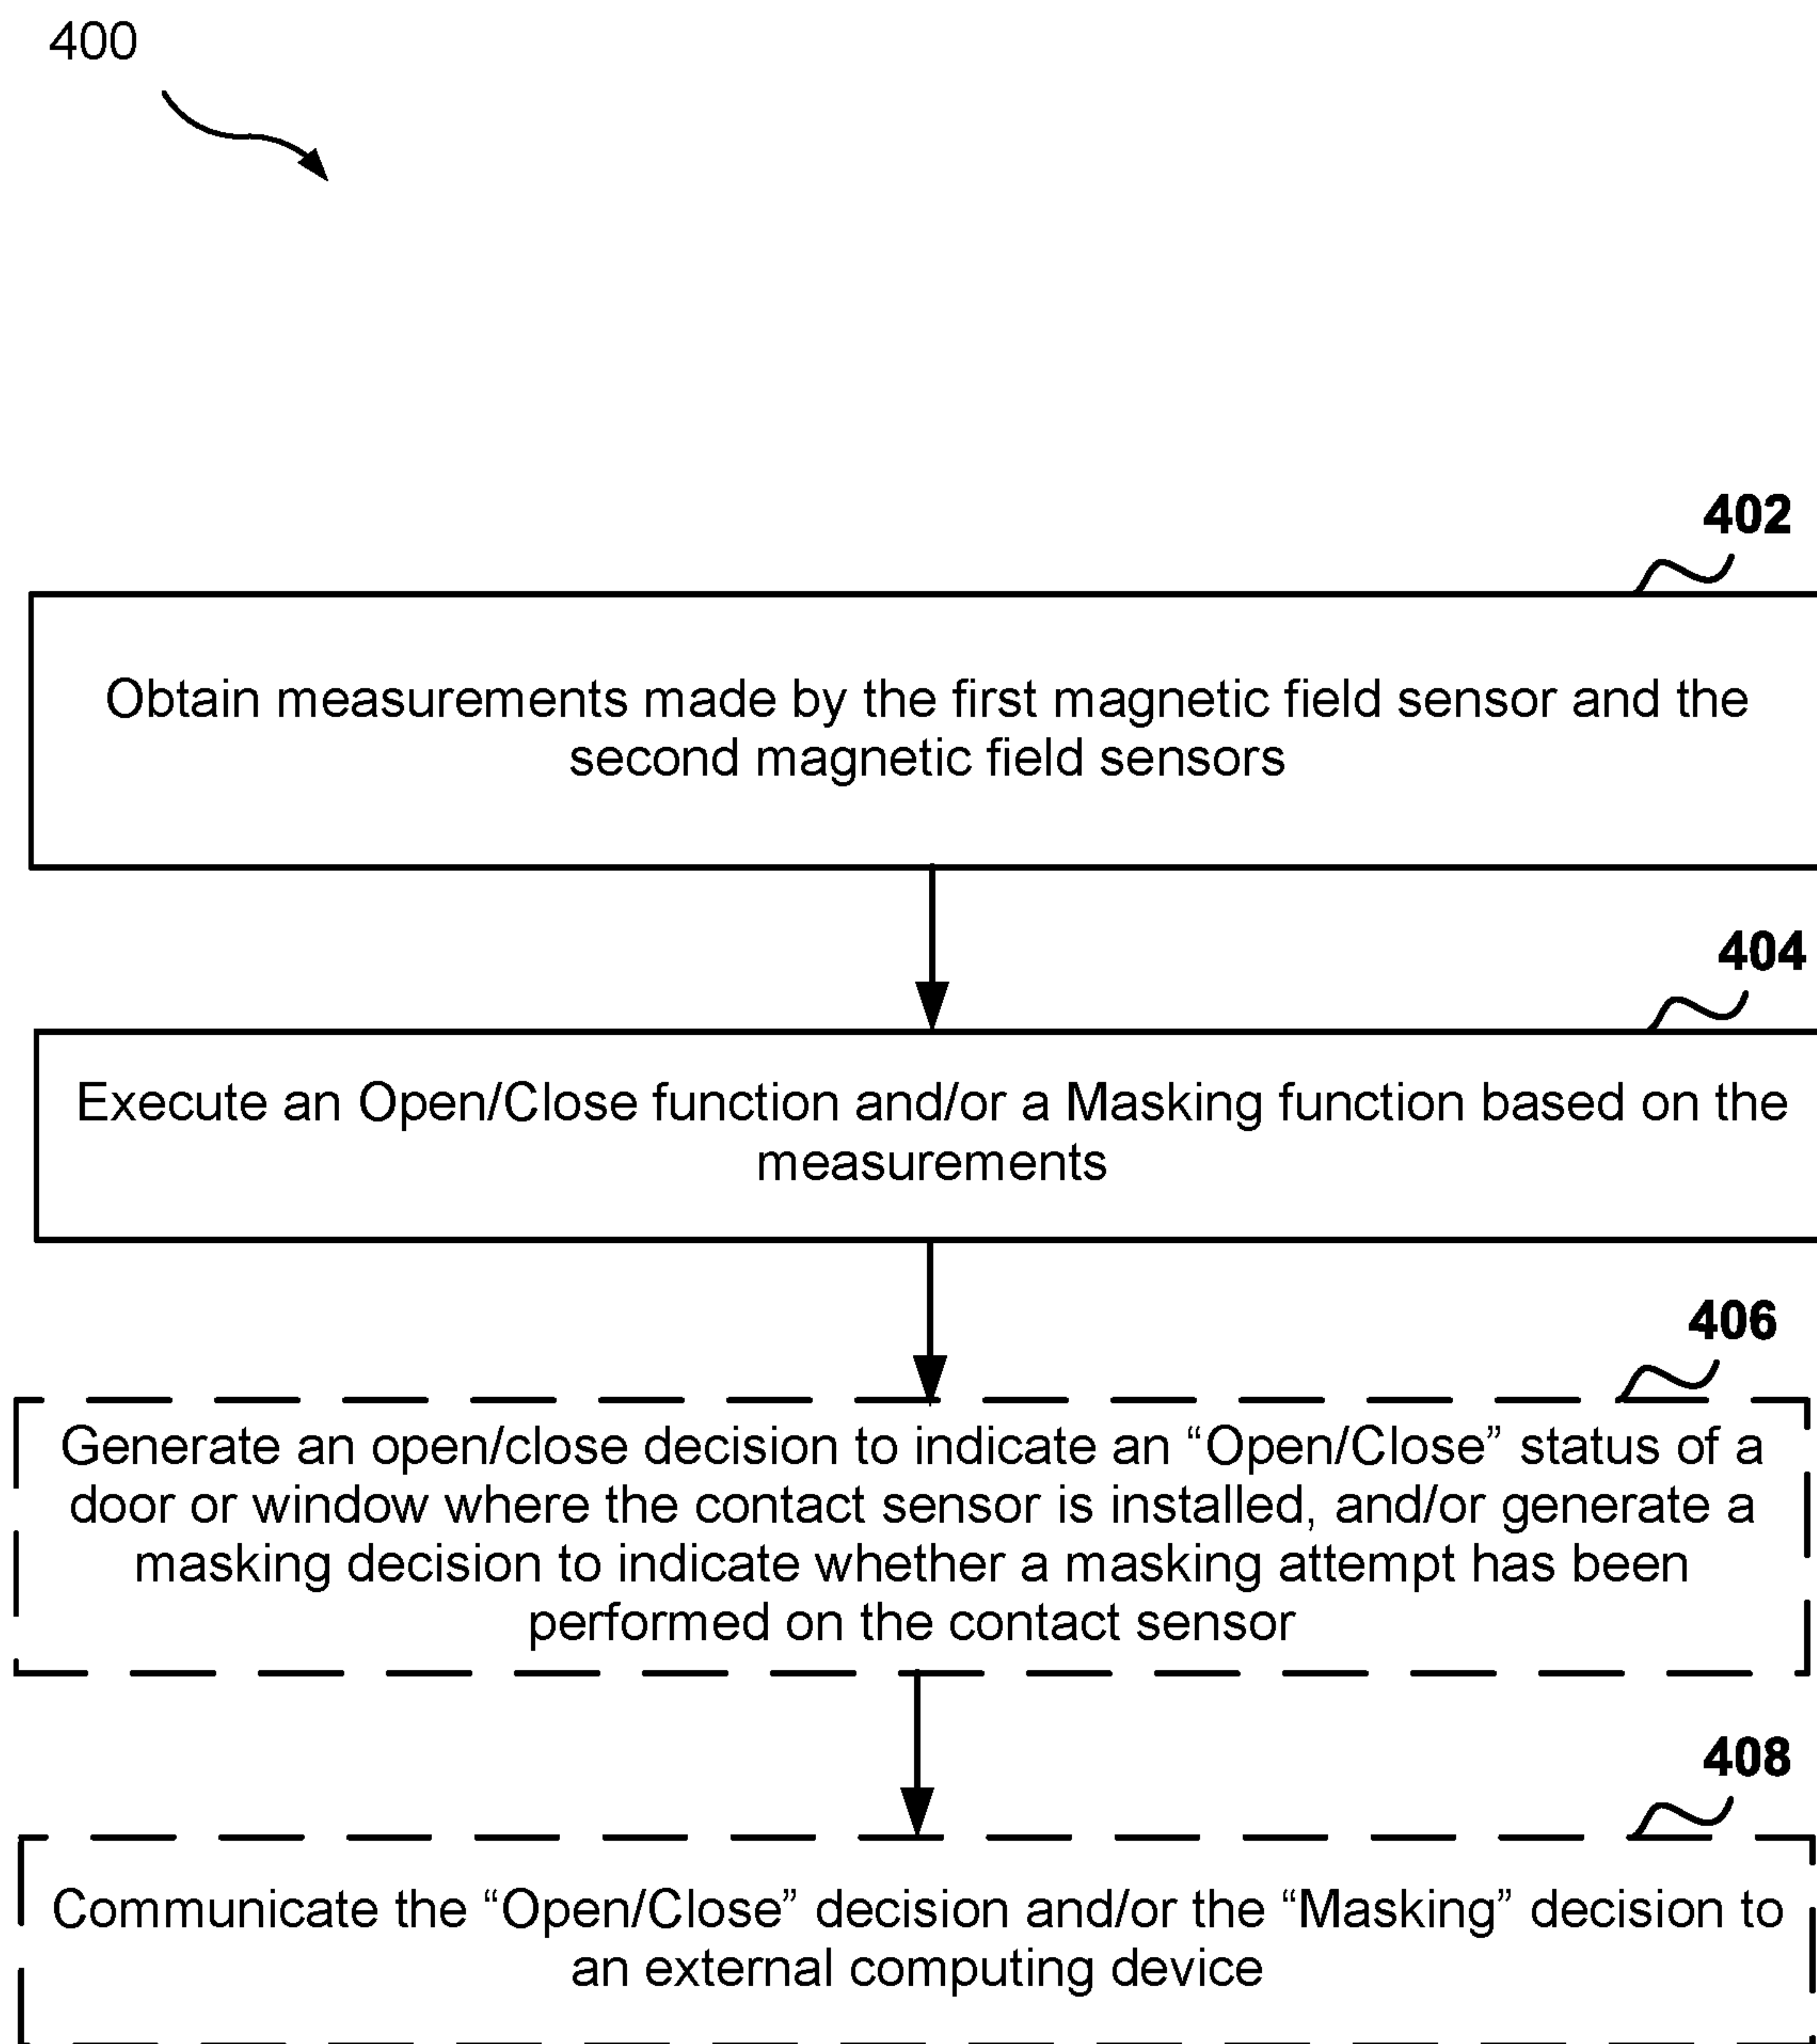 400
402
Obtain measurements made by the first magnetic field sensor and the
second magnetic field sensors
404
Execute an Open/Close function and/or a Masking function based on the
measurements
406
Generate an open/close decision to indicate an “Open/Close” status of a
door or window where the contact sensor is installed, and/or generate a
masking decision to indicate whether a masking attempt has been
performed on the contact sensor
408
Communicate the “Open/Close” decision and/or the “Masking” decision to
an external computing device